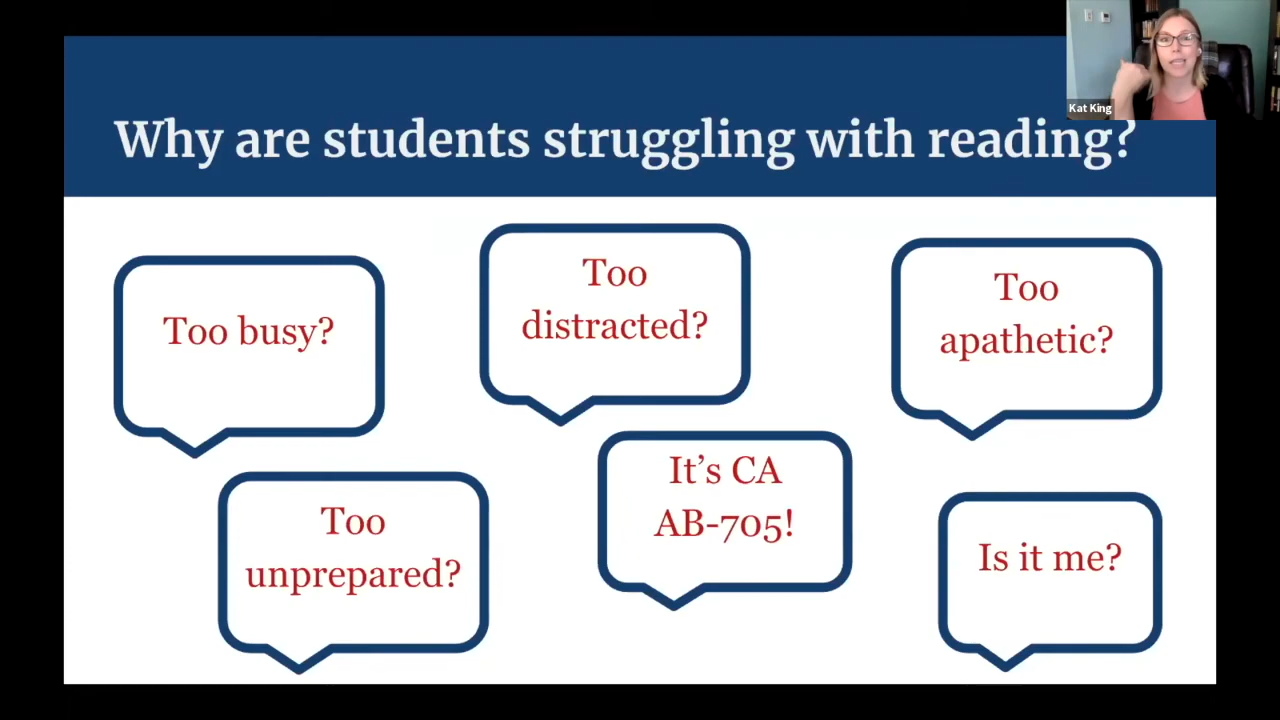 Kat King
Why are students struggling with reading?
Too busy?
Too
distracted?
Too
apathetic?
Too
unprepared?
It’s CA
AB-705!
Is it me?